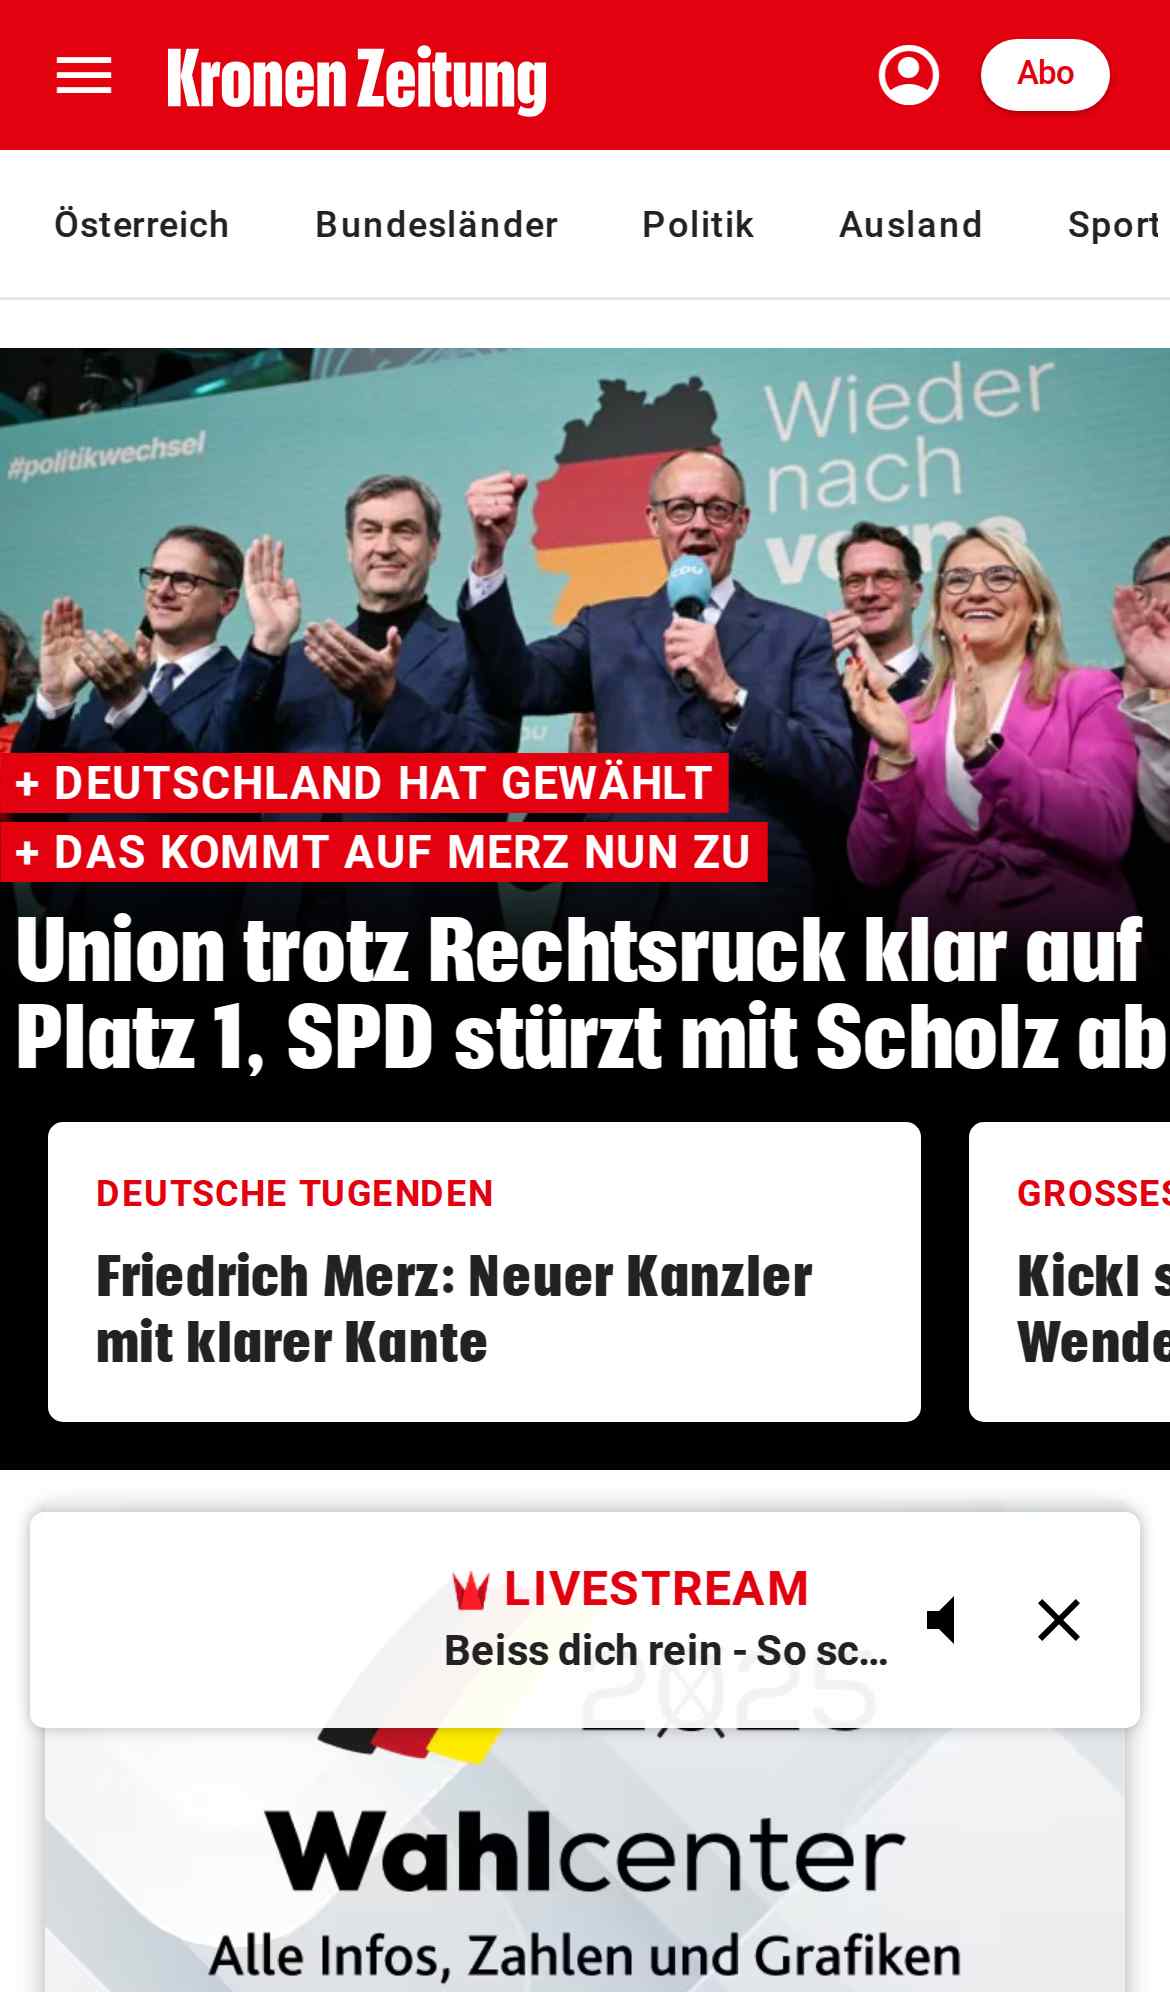 Kronen Zeitung
Abo
Österreich Bundesländer Politik Ausland Sport
#politikwechsel
Wieder
nach
CDU
+ DEUTSCHLAND HAT GEWÄHLT
+ DAS KOMMT AUF MERZ NUN ZU
Union trotz Rechtsruck klar auf
Platz 1, SPD stürzt mit Scholz ab
DEUTSCHE TUGENDEN
Friedrich Merz: Neuer Kanzler
mit klarer Kante
GROSSES
Kickl s
Wende
LIVESTREAM
Beiss dich rein - So sc...
2025
Wahlcenter
Alle Infos, Zahlen und Grafiken